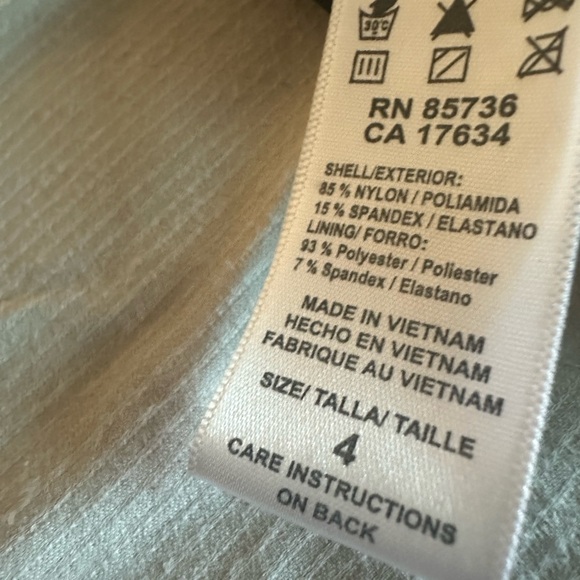 30°C
RN 85736
CA 17634
SHELL/EXTERIOR:
85 % NYLON / POLIAMIDA
15 % SPANDEX / ELASTANO
LINING/ FORRO:
93 % Polyester / Poliester
7 % Spandex / Elastano
MADE IN VIETNAM
HECHO EN VIETNAM
FABRIQUE AU VIETNAM
SIZE/ TALLA/ TAILLE
4
CARE INSTRUCTIONS
ON BACK